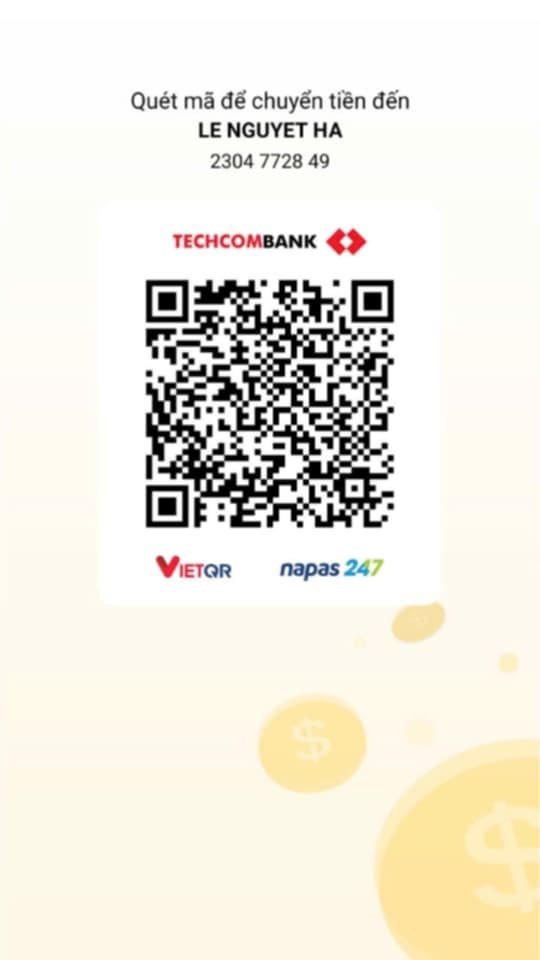 Quét mã để chuyển tiền đến
LE NGUYET HA
2304 7728 49
TECHCOMBANK
VIETQR
napas 247
$
$